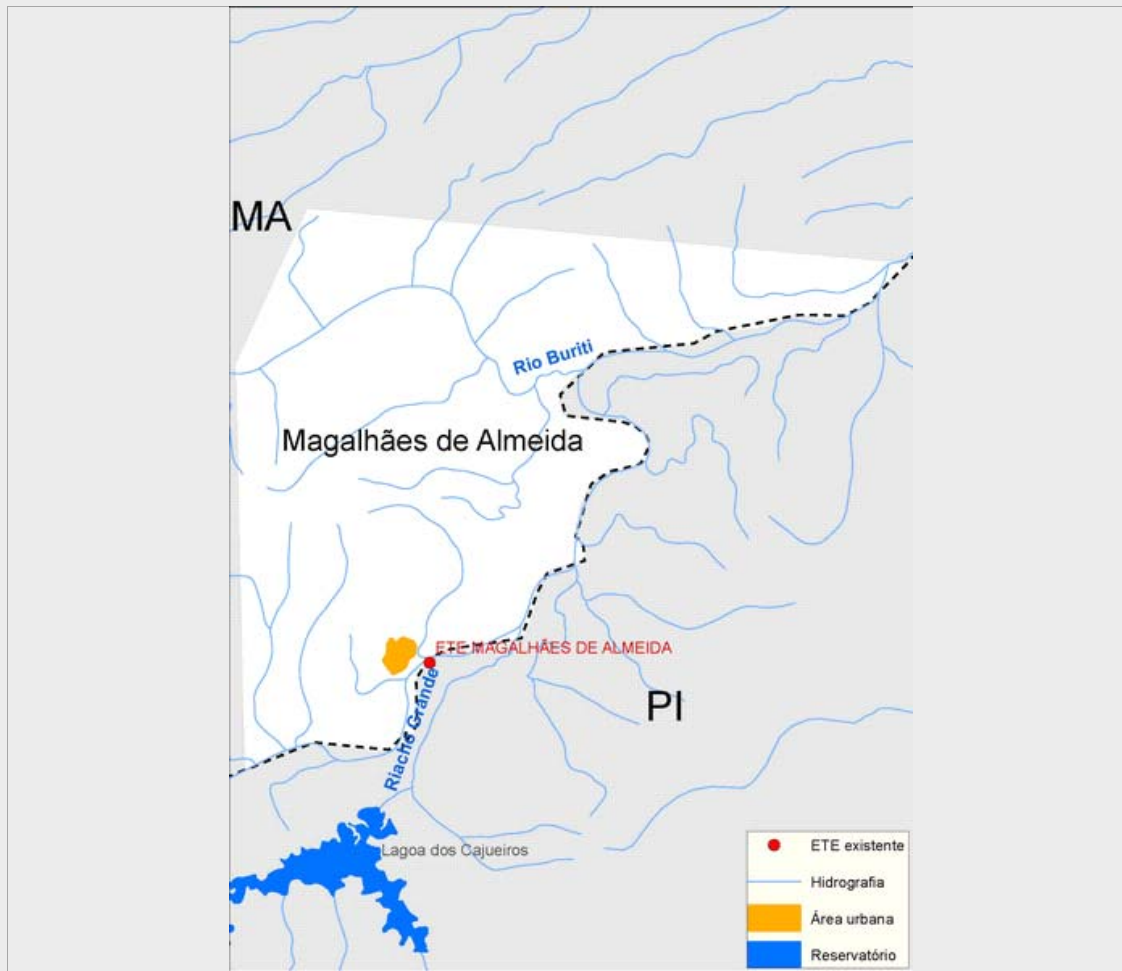 MA
Rio Buriti
Magalhães de Almeida
ETE MAGALHÃES DE ALMEIDA
Riacho Grande
PI
Lagoa dos Cajueiros
ETE existente
Hidrografia
Área urbana
Reservatório